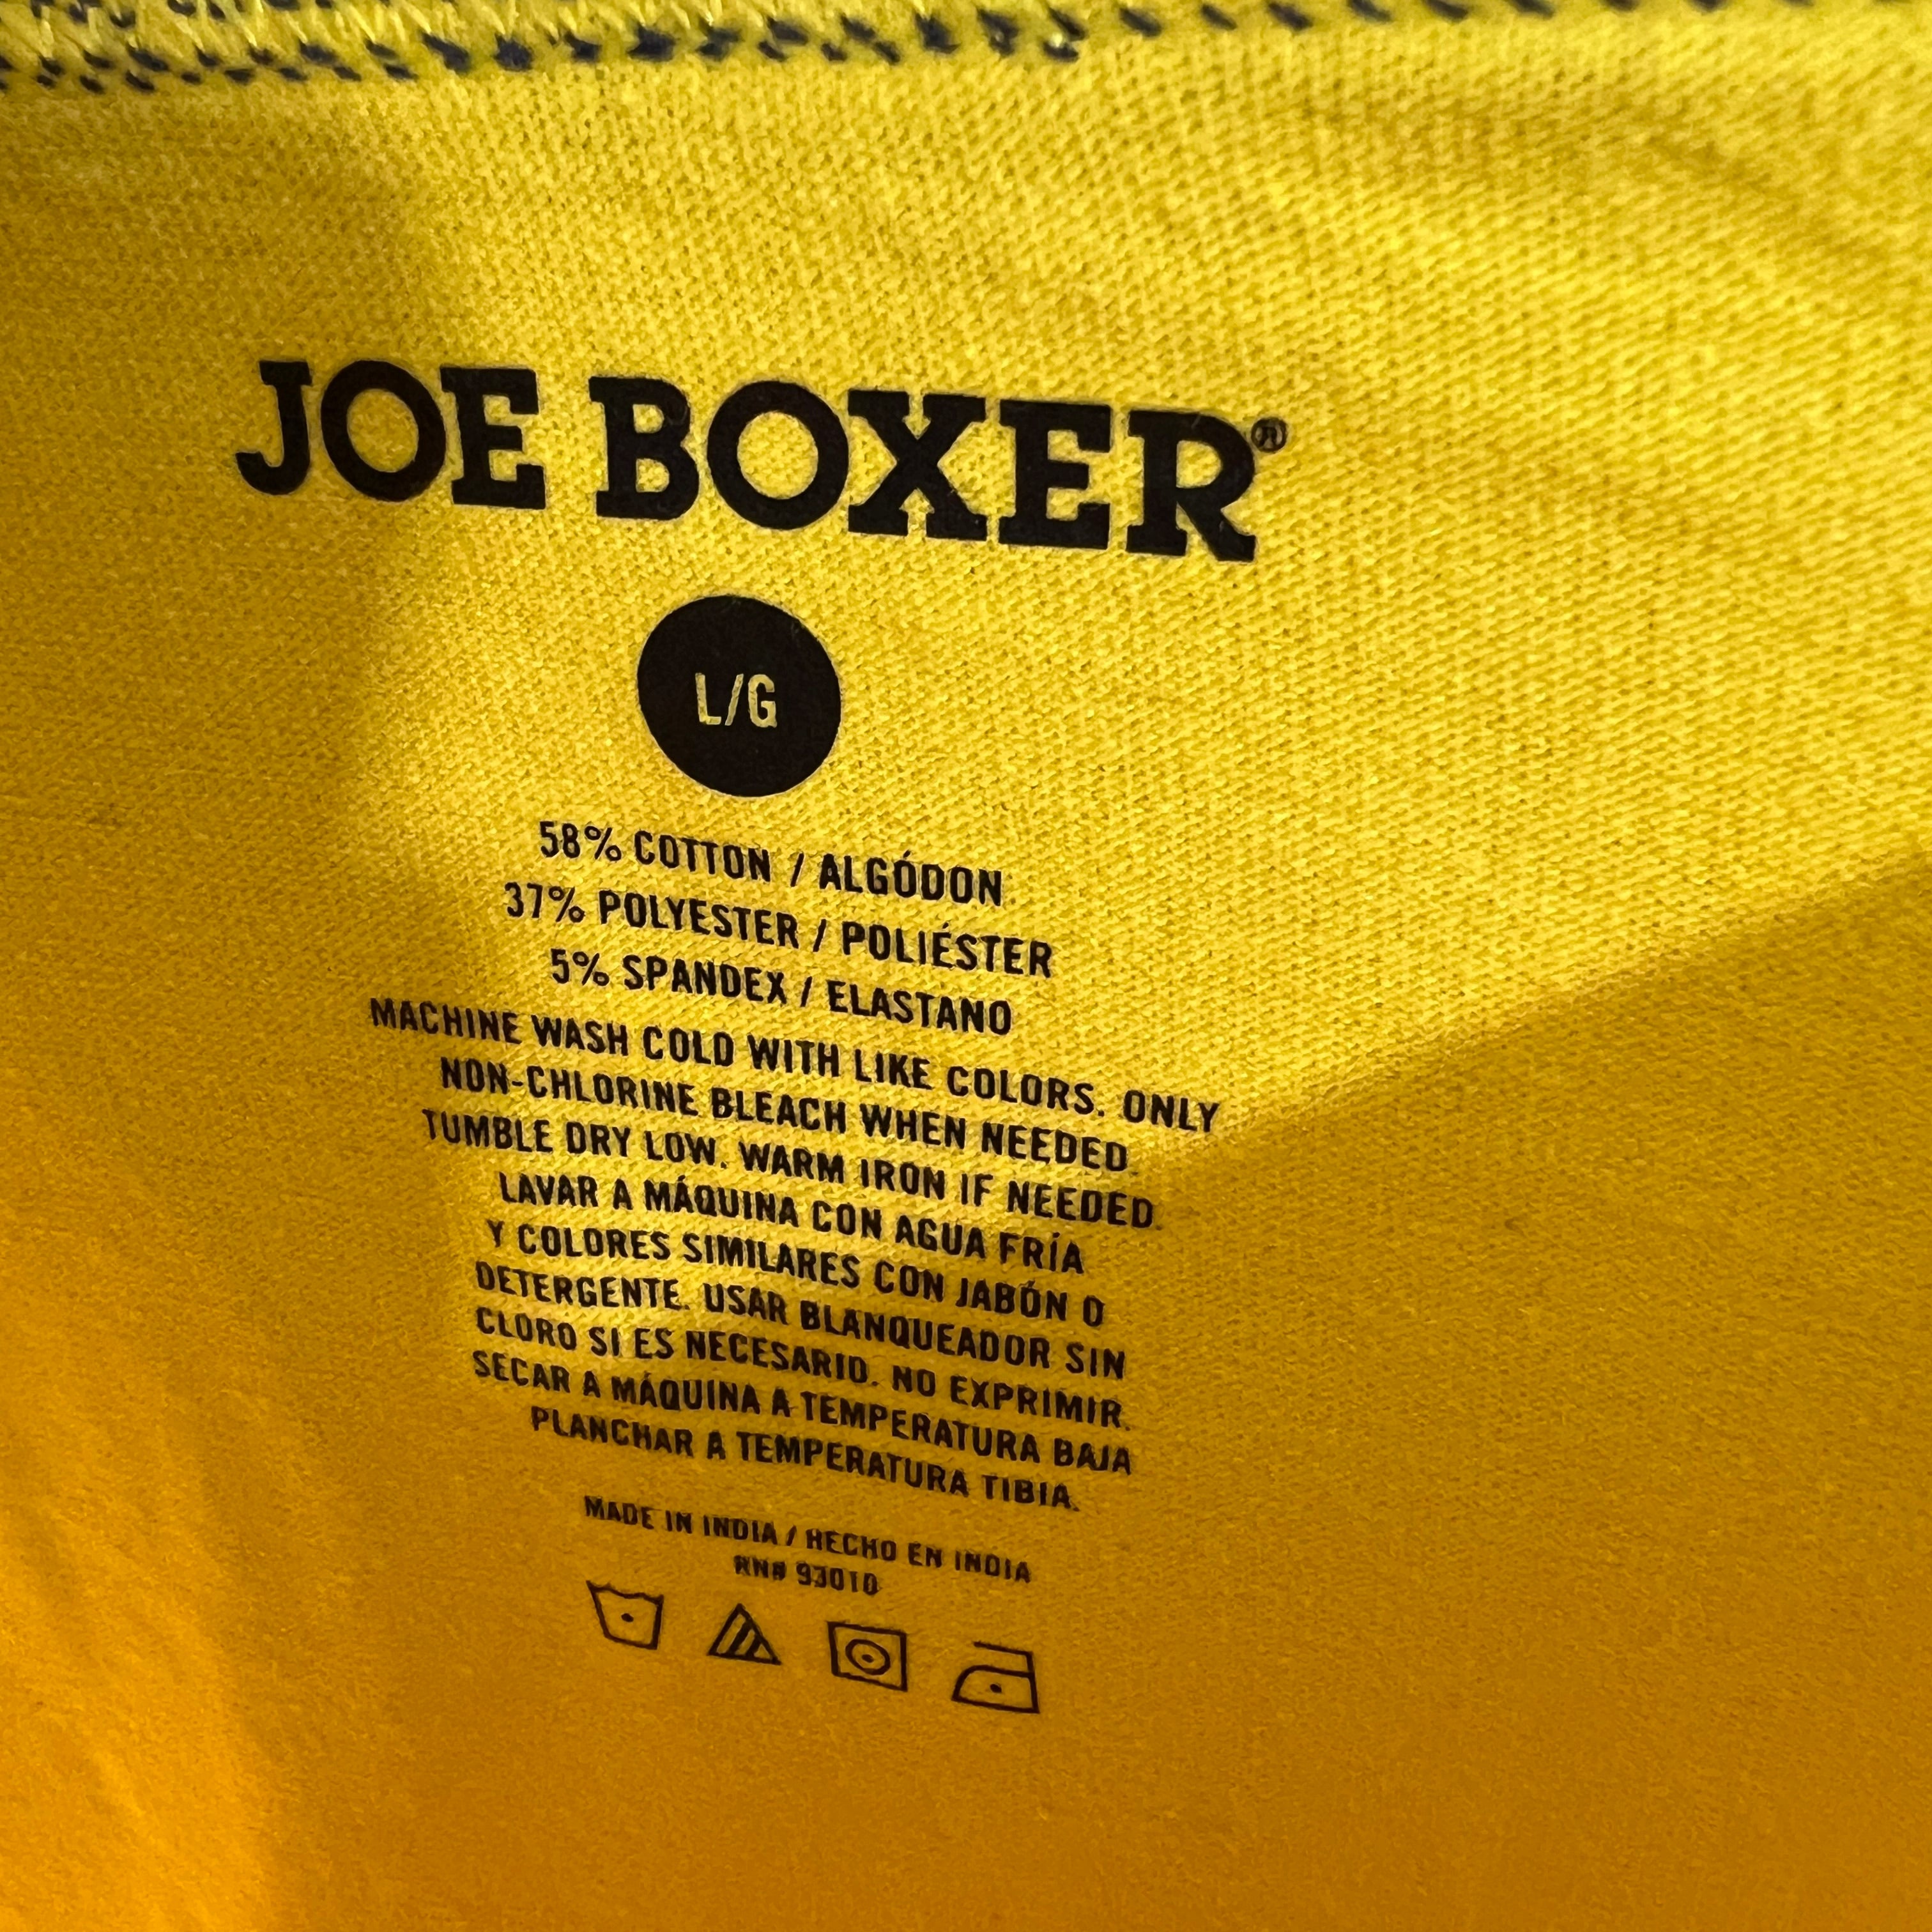 JOE BOXER®
L/G
58% COTTON / ALGÓDON
37% POLYESTER / POLIÉSTER
5% SPANDEX / ELASTANO
MACHINE WASH COLD WITH LIKE COLORS. ONLY
NON-CHLORINE BLEACH WHEN NEEDED.
TUMBLE DRY LOW. WARM IRON IF NEEDED.
LAVAR A MÁQUINA CON AGUA FRÍA
Y COLORES SIMILARES CON JABÓN O
DETERGENTE. USAR BLANQUEADOR SIN
CLORO SI ES NECESARIO. NO EXPRIMIR.
SECAR A MÁQUINA A TEMPERATURA BAJA
PLANCHAR A TEMPERATURA TIBIA.
MADE IN INDIA / HECHO EN INDIA
RN# 93010